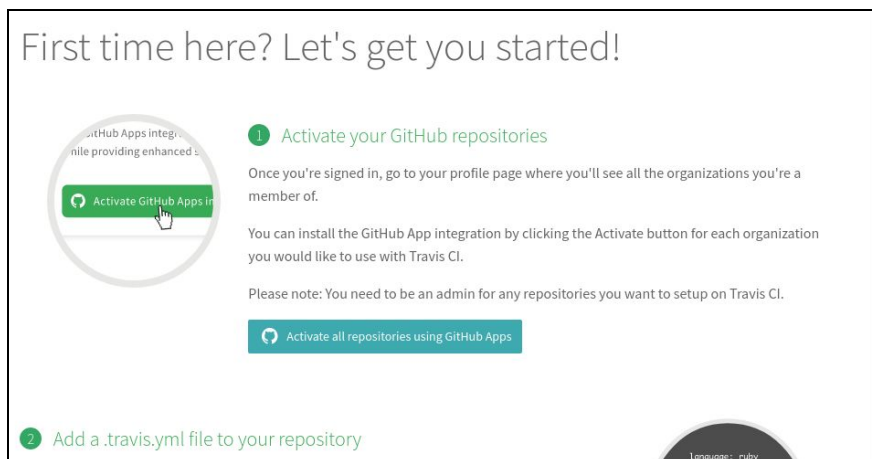 First time here? Let's get you started!
GitHub Apps integr
hile providing enhanced s
Activate GitHub Apps in
1 Activate your GitHub repositories
Once you're signed in, go to your profile page where you'll see all the organizations you're a
member of.
You can install the GitHub App integration by clicking the Activate button for each organization
you would like to use with Travis CI.
Please note: You need to be an admin for any repositories you want to setup on Travis CI.
Activate all repositories using GitHub Apps
2 Add a .travis.yml file to your repository
language: ruby